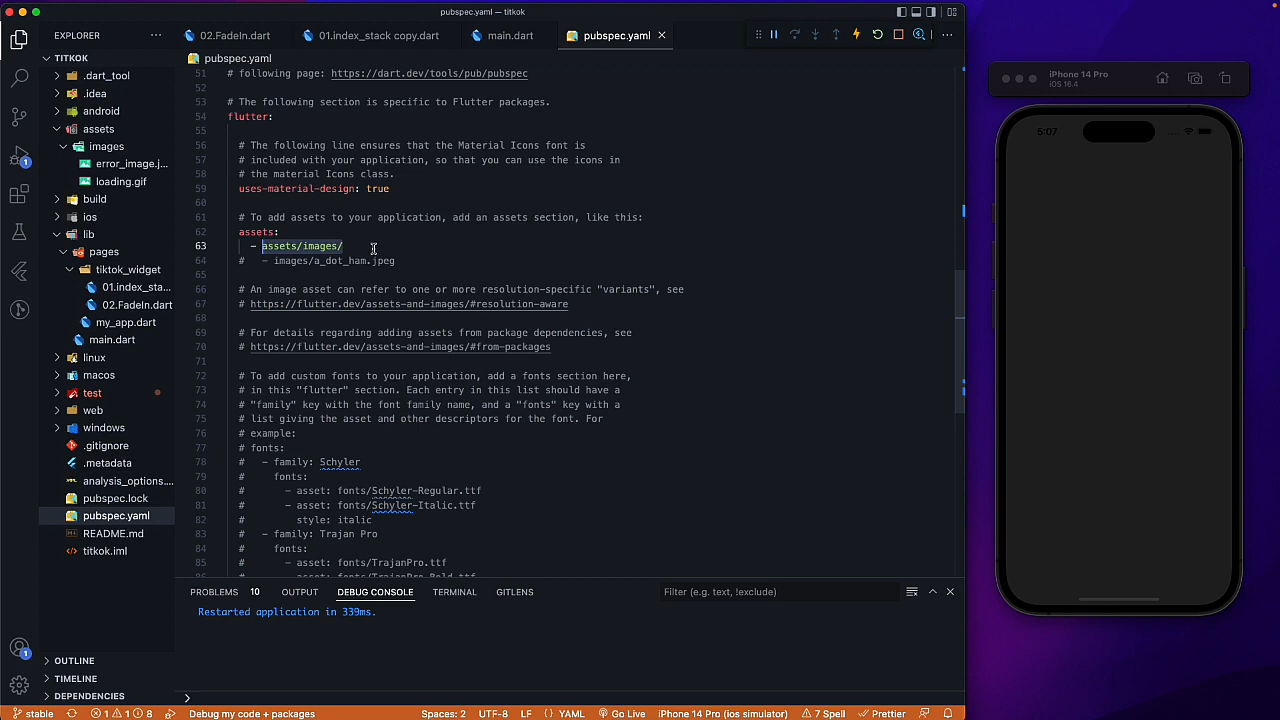 pubspec.yaml — titkok
EXPLORER
02.FadeIn.dart
01.index_stack copy.dart
main.dart
pubspec.yaml
TITKOK
pubspec.yaml
.dart_tool
.idea
android
assets
images
error_image.j...
loading.gif
build
ios
lib
pages
tiktok_widget
01.index_sta...
02.FadeIn.dart
my_app.dart
main.dart
linux
macos
test
web
windows
.gitignore
.metadata
analysis_options....
pubspec.lock
pubspec.yaml
README.md
titkok.iml
OUTLINE
TIMELINE
DEPENDENCIES
51 # following page: https://dart.dev/tools/pub/pubspec
52
53 # The following section is specific to Flutter packages.
54 flutter:
55
56 # The following line ensures that the Material Icons font is
57 # included with your application, so that you can use the icons in
58 # the material Icons class.
59 uses-material-design: true
60
61 # To add assets to your application, add an assets section, like this:
62 assets:
63 - assets/images/
64 #   - images/a_dot_ham.jpeg
65
66 # An image asset can refer to one or more resolution-specific "variants", see
67 # https://flutter.dev/assets-and-images/#resolution-aware
68
69 # For details regarding adding assets from package dependencies, see
70 # https://flutter.dev/assets-and-images/#from-packages
71
72 # To add custom fonts to your application, add a fonts section here,
73 # in this "flutter" section. Each entry in this list should have a
74 # "family" key with the font family name, and a "fonts" key with a
75 # list giving the asset and other descriptors for the font. For
76 # example:
77 # fonts:
78 #   - family: Schyler
79 #     fonts:
80 #       - asset: fonts/Schyler-Regular.ttf
81 #       - asset: fonts/Schyler-Italic.ttf
82 #         style: italic
83 #   - family: Trajan Pro
84 #     fonts:
85 #       - asset: fonts/TrajanPro.ttf
PROBLEMS 10 OUTPUT DEBUG CONSOLE TERMINAL GITLENS
Filter (e.g. text, !exclude)
Restarted application in 339ms.
1
1
stable
1 1 8
Debug my code + packages
Spaces: 2
UTF-8
LF
YAML
Go Live
iPhone 14 Pro (ios simulator)
7 Spell
Prettier
iPhone 14 Pro
iOS 16.4
5:07